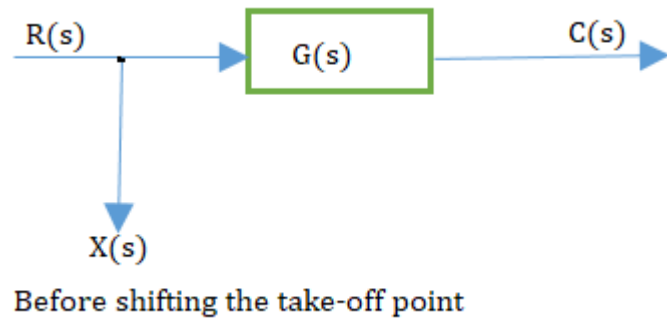 R(s)
G(s)
C(s)
X(s)
Before shifting the take-off point